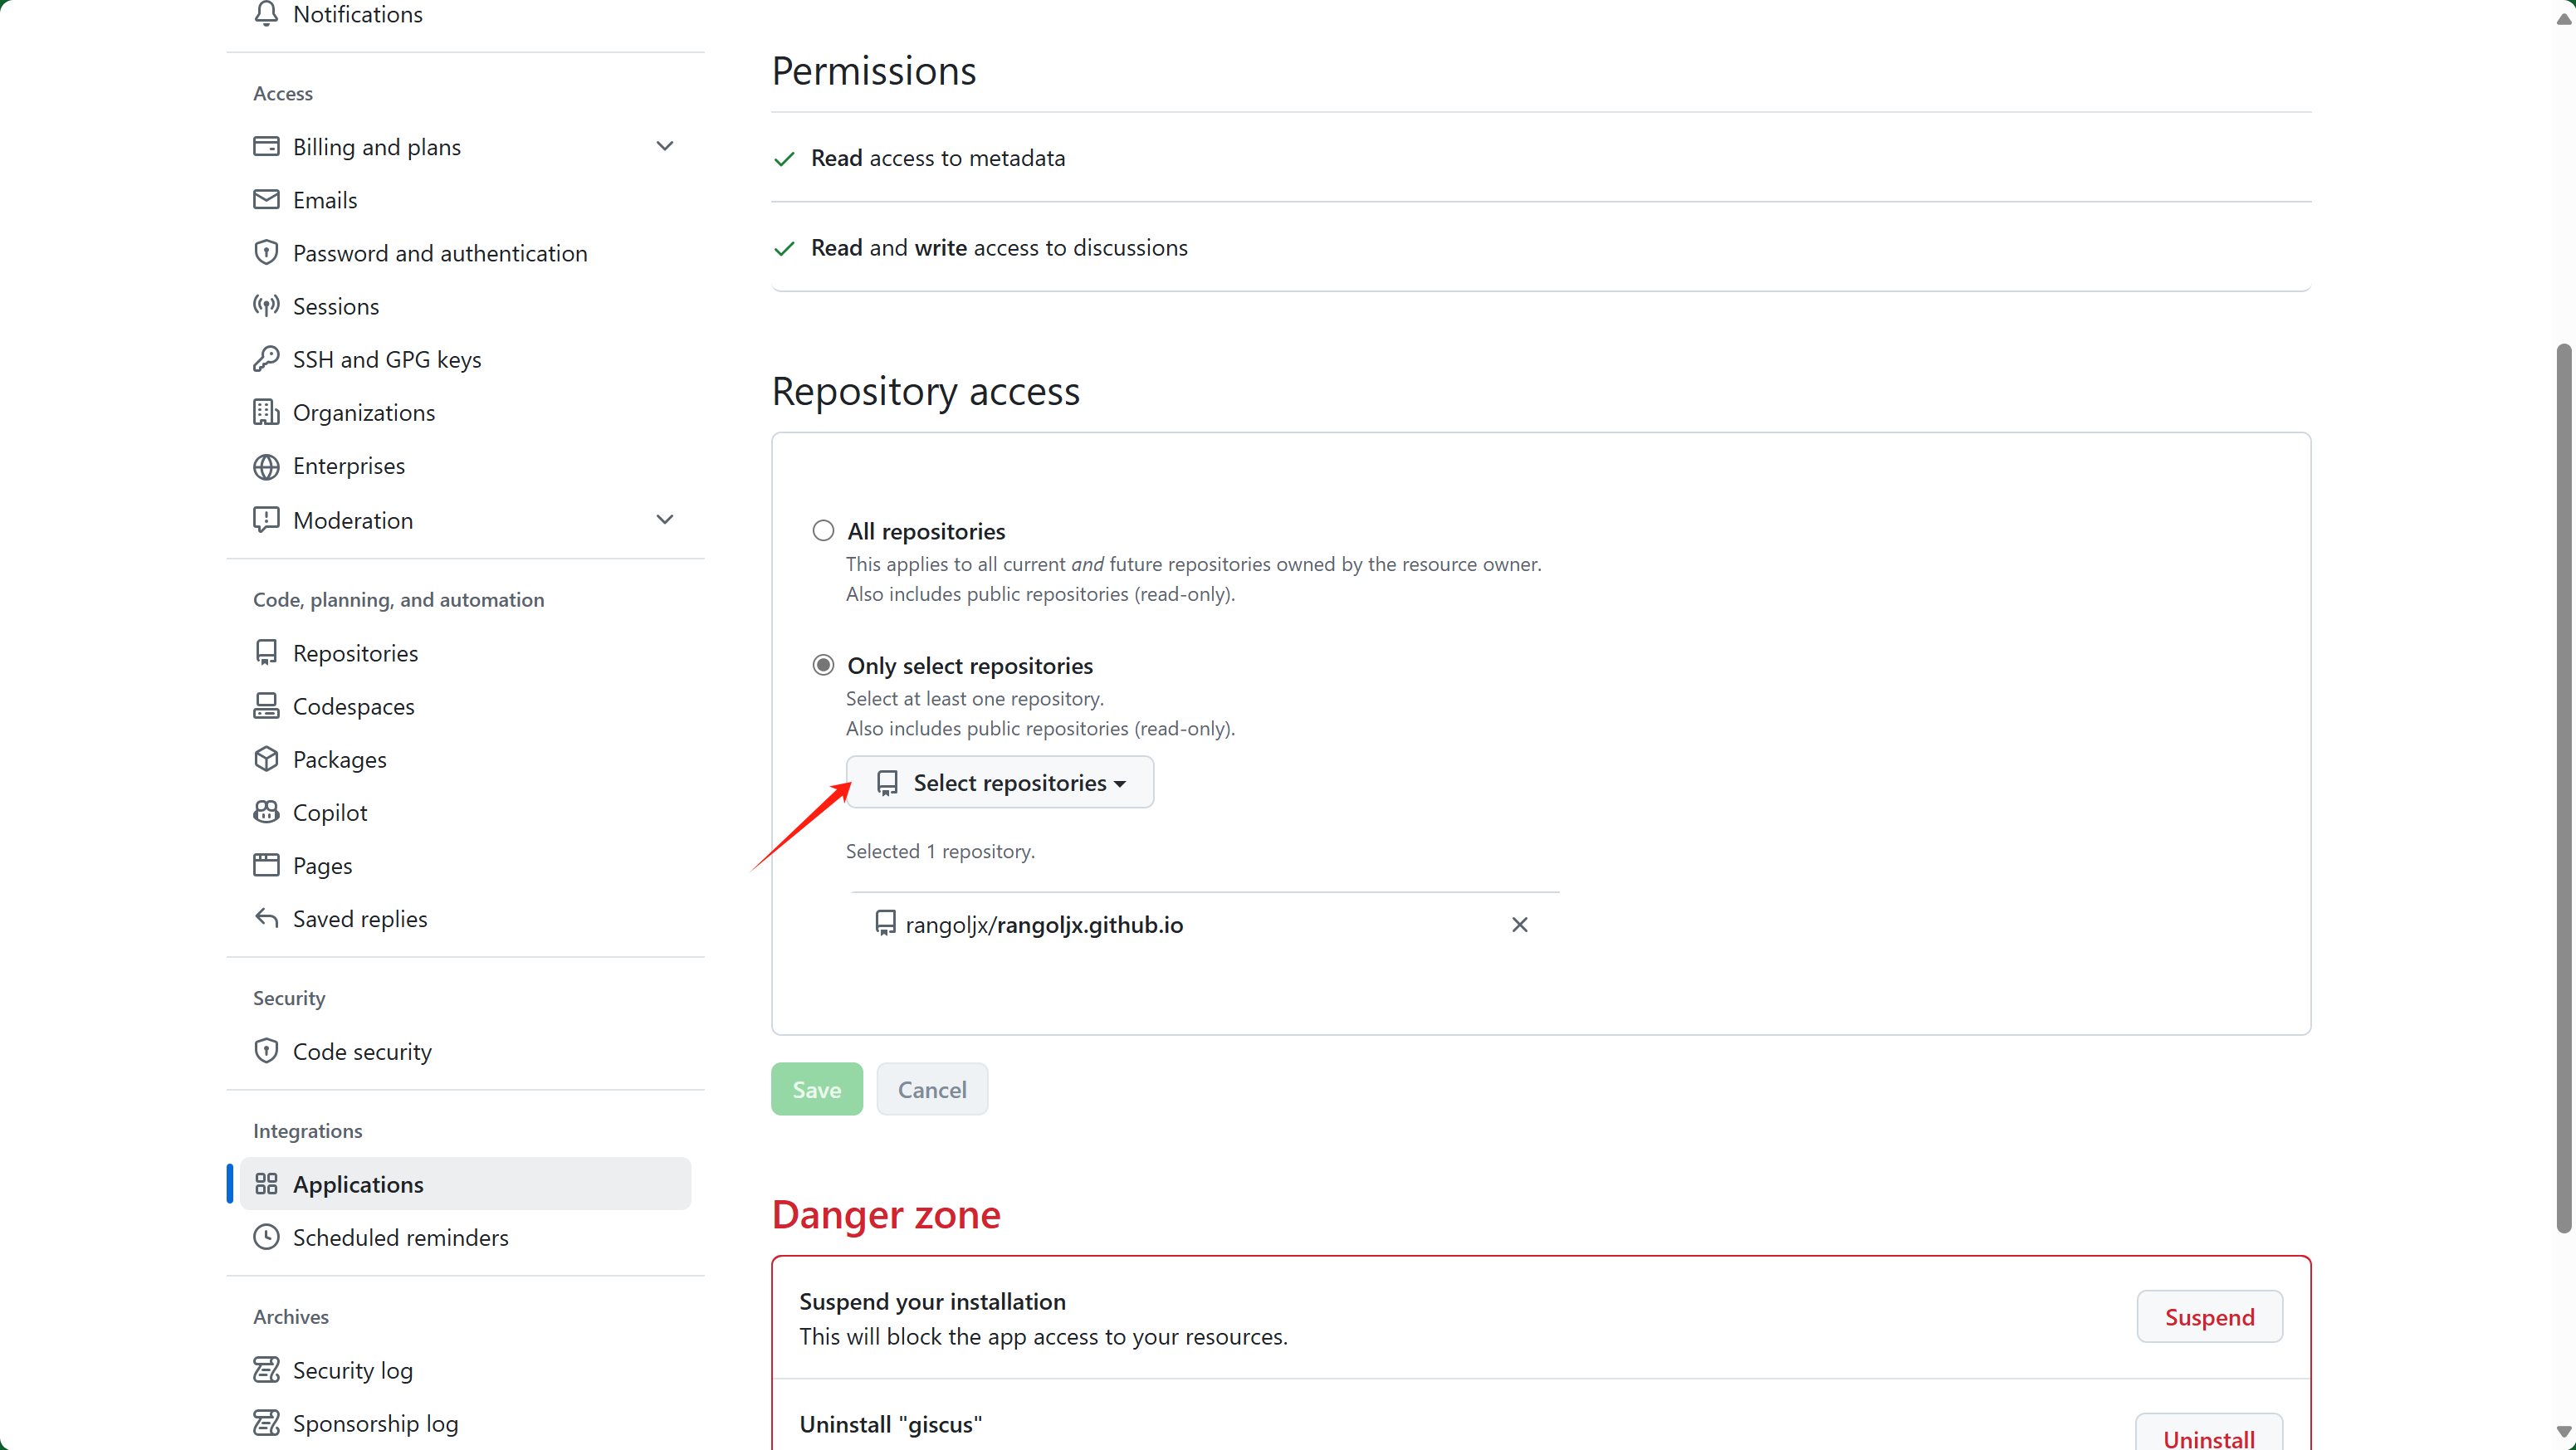 Notifications
Access
Billing and plans
Emails
Password and authentication
Sessions
SSH and GPG keys
Organizations
Enterprises
Moderation
Code, planning, and automation
Repositories
Codespaces
Packages
Copilot
Pages
Saved replies
Security
Code security
Integrations
Applications
Scheduled reminders
Archives
Security log
Sponsorship log
Permissions
Read access to metadata
Read and write access to discussions
Repository access
All repositories
This applies to all current and future repositories owned by the resource owner.
Also includes public repositories (read-only).
Only select repositories
Select at least one repository.
Also includes public repositories (read-only).
Select repositories
Selected 1 repository.
rangoljx/rangoljx.github.io
Save Cancel
Danger zone
Suspend your installation
This will block the app access to your resources.
Suspend
Uninstall "giscus"
Uninstall